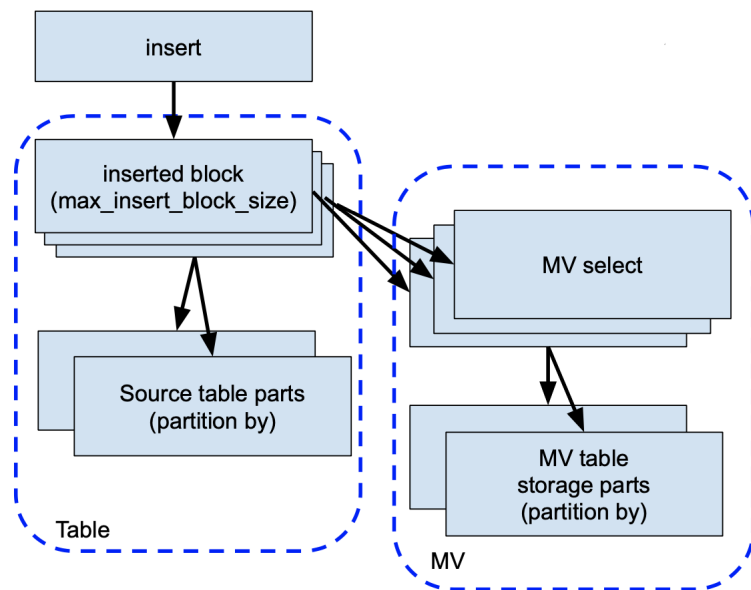 insert
inserted block
(max_insert_block_size)
MV select
Source table parts
(partition by)
MV table
storage parts
(partition by)
Table
MV